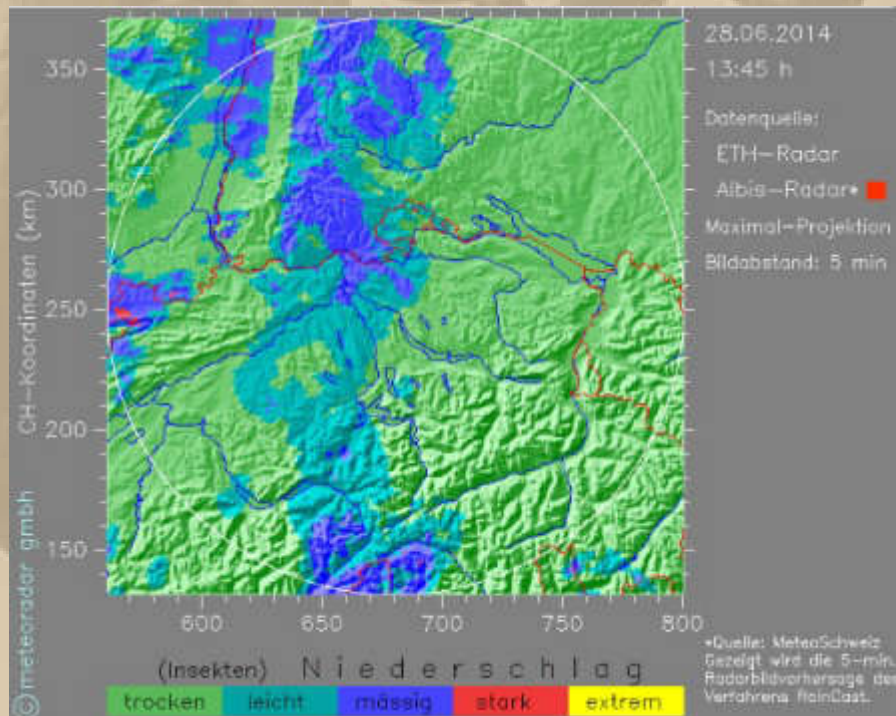 28.06.2014
13:45 h
Datenquelle:
ETH-Radar
Albis-Radar*
Maximal-Projektion
Bildabstand: 5 min
CH-Koordinaten (km)
350
300
250
200
150
600
650
700
750
800
(Insekten) Niederschlag
trocken leicht mässig stark extrem
© meteoradar gmbh
*Quelle: MeteoSchweiz
Gezeigt wird die 5-min.
Radarbildvorhersage des
Verfahrens RainCast.